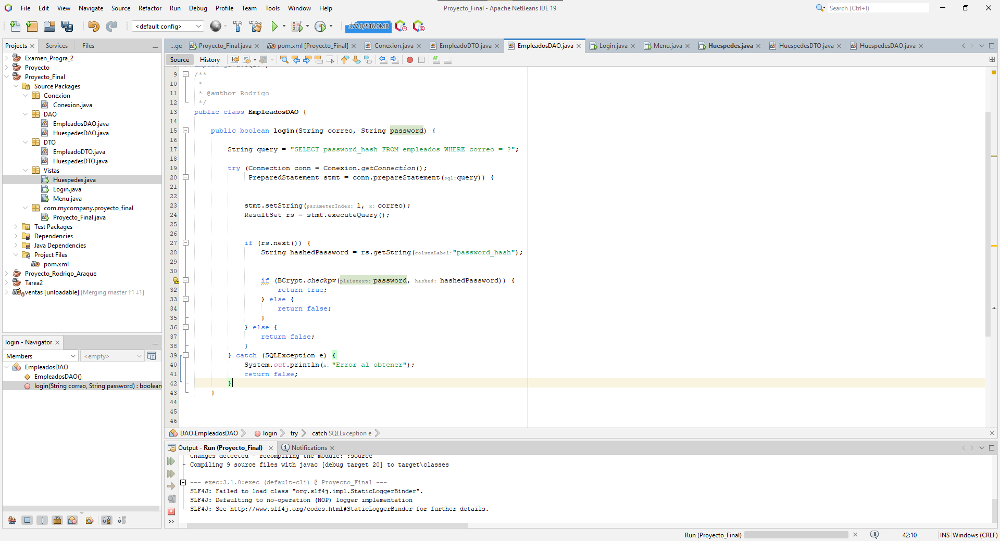 File Edit View Navigate Source Refactor Run Debug Profile Team Tools Window Help
Proyecto_Final - Apache NetBeans IDE 19
Search (Ctrl+I)
<default config>
377.0/516.0MB
Projects Services Files
Examen_Progra_2
Proyecto
Proyecto_Final
Source Packages
Conexion
Conexion.java
DAO
EmpleadosDAO.java
HuespedesDAO.java
DTO
EmpleadoDTO.java
HuespedesDTO.java
Vistas
Huespedes.java
Login.java
Menu.java
com.mycompany.proyecto_final
Proyecto_Final.java
Test Packages
Dependencies
Java Dependencies
Project Files
pom.xml
Proyecto_Rodrigo_Araque
Tarea2
ventas [unloadable] [Merging master ↑1 ↓1]
login - Navigator
Members <empty>
EmpleadosDAO
EmpleadosDAO()
login(String correo, String password) : boolean
...ge Proyecto_Final.java pom.xml [Proyecto_Final] Conexion.java EmpleadoDTO.java EmpleadosDAO.java Login.java Menu.java Huespedes.java HuespedesDTO.java HuespedesDAO.java
Source History
9 /**
10 *
11 * @author Rodrigo
12 */
13 public class EmpleadosDAO {
14
15 public boolean login(String correo, String password) {
16
17 String query = "SELECT password_hash FROM empleados WHERE correo = ?";
18
19 try (Connection conn = Conexion.getConnection();
20 PreparedStatement stmt = conn.prepareStatement(sql:query)) {
21
22
23 stmt.setString(parameterIndex: 1, x: correo);
24 ResultSet rs = stmt.executeQuery();
25
26
27 if (rs.next()) {
28 String hashedPassword = rs.getString(columnLabel:"password_hash");
29
30
if (BCrypt.checkpw(plaintext: password, hashed: hashedPassword)) {
32 return true;
33 } else {
34 return false;
35 }
36 } else {
37 return false;
38 }
39 } catch (SQLException e) {
40 System.out.println(x: "Error al obtener");
41 return false;
42 }
43 }
44
45
46
DAO.EmpleadosDAO login try catch SQLException e
Output - Run (Proyecto_Final) Notifications
Changes detected - recompiling the module! :source
Compiling 9 source files with javac [debug target 20] to target\classes
--- exec:3.1.0:exec (default-cli) @ Proyecto_Final ---
SLF4J: Failed to load class "org.slf4j.impl.StaticLoggerBinder".
SLF4J: Defaulting to no-operation (NOP) logger implementation
SLF4J: See http://www.slf4j.org/codes.html#StaticLoggerBinder for further details.
Run (Proyecto_Final) 1 42:10 INS Windows (CRLF)